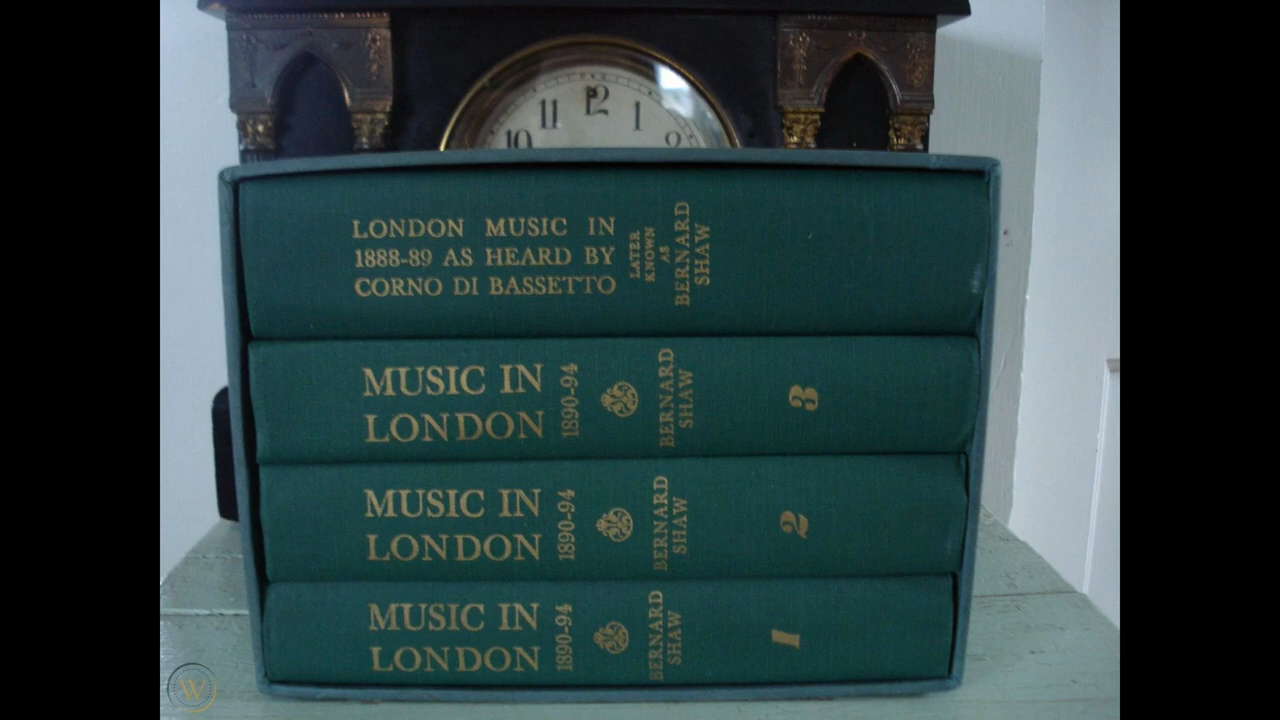 11
12
1
10
2
LONDON MUSIC IN
1888-89 AS HEARD BY
CORNO DI BASSETTO
LATER
KNOWN
AS
BERNARD
SHAW
MUSIC IN
LONDON
1890-94
BERNARD
SHAW
3
MUSIC IN
LONDON
1890-94
BERNARD
SHAW
2
MUSIC IN
LONDON
1890-94
BERNARD
SHAW
1
W